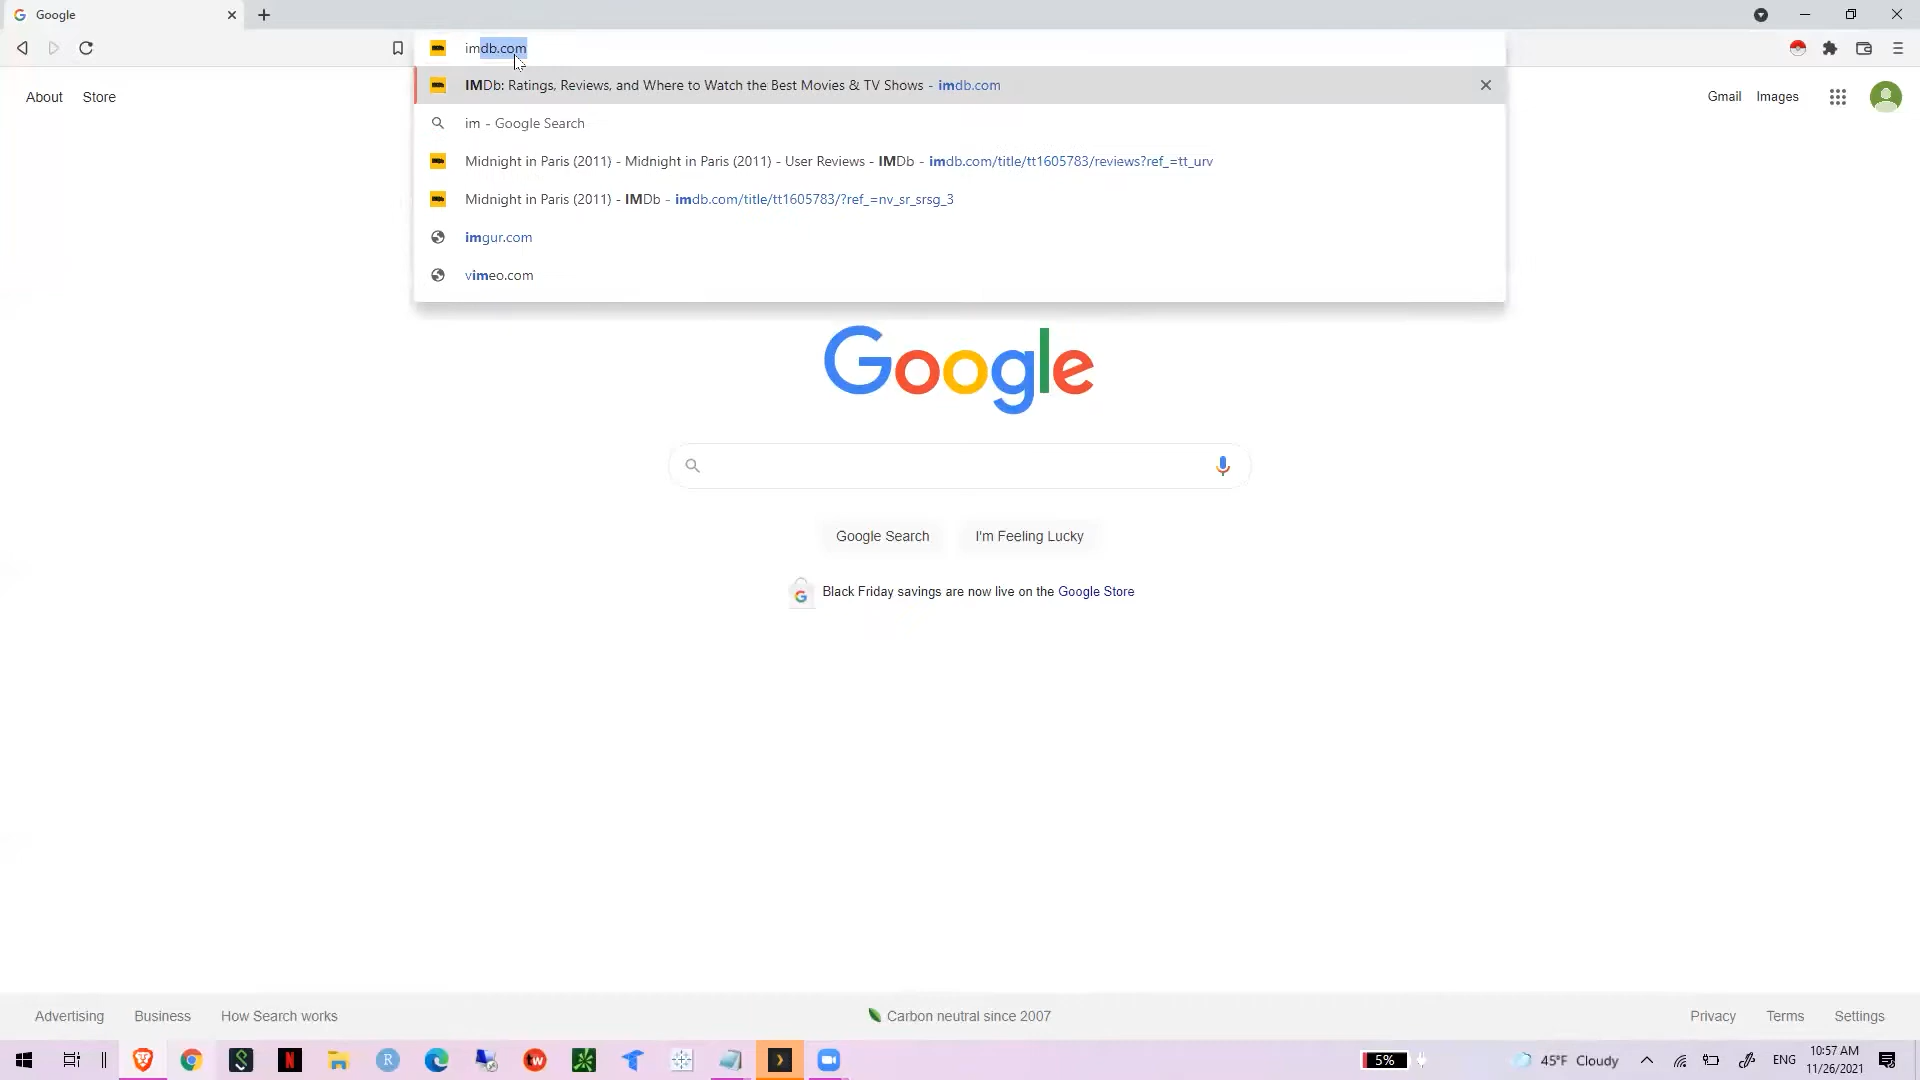 Google
imdb.com
IMDb: Ratings, Reviews, and Where to Watch the Best Movies & TV Shows - imdb.com
About Store
Gmail Images
im - Google Search
Midnight in Paris (2011) - Midnight in Paris (2011) - User Reviews - IMDb - imdb.com/title/tt1605783/reviews?ref_=tt_urv
Midnight in Paris (2011) - IMDb - imdb.com/title/tt1605783/?ref_=nv_sr_srsg_3
imgur.com
vimeo.com
Google
Google Search I'm Feeling Lucky
Black Friday savings are now live on the Google Store
Advertising Business How Search works Carbon neutral since 2007 Privacy Terms Settings
5% 45°F Cloudy ENG 10:57 AM
11/26/2021